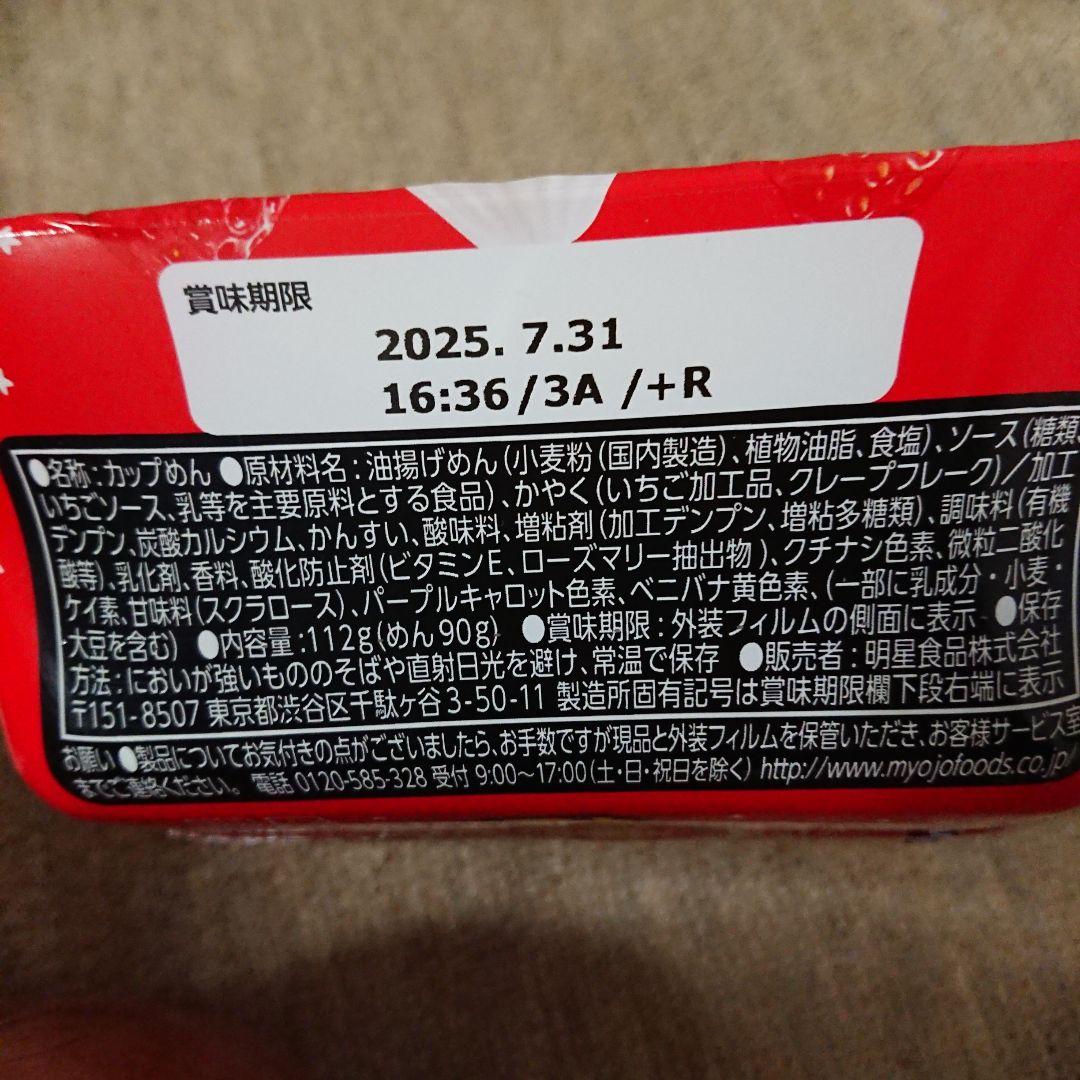 賞味期限
2025. 7.31
16:36/3A /+R
●名称:カップめん ●原材料名:油揚げめん(小麦粉(国内製造)、植物油脂、食塩)、ソース(糖類、
いちごソース、乳等を主要原料とする食品)、かやく(いちご加工品、クレープフレーク)/加工
デンプン、炭酸カルシウム、かんすい、酸味料、増粘剤(加工デンプン、増粘多糖類)、調味料(有機
酸等)、乳化剤、香料、酸化防止剤(ビタミンE、ローズマリー抽出物)、クチナシ色素、微粒二酸化
ケイ素、甘味料(スクラロース)、パープルキャロット色素、ベニバナ黄色素、(一部に乳成分・小麦・
大豆を含む) ●内容量:112g(めん90g) ●賞味期限:外装フィルムの側面に表示 ●保存
方法:においが強いもののそばや直射日光を避け、常温で保存 ●販売者:明星食品株式会社
〒151-8507 東京都渋谷区千駄ヶ谷3-50-11 製造所固有記号は賞味期限欄下段右端に表示
お願い●製品についてお気付きの点がございましたら、お手数ですが現品と外装フィルムを保管いただき、お客様サービス室
までご連絡ください。 電話 0120-585-328 受付 9:00〜17:00(土・日・祝日を除く) http://www.myojofoods.co.jp/